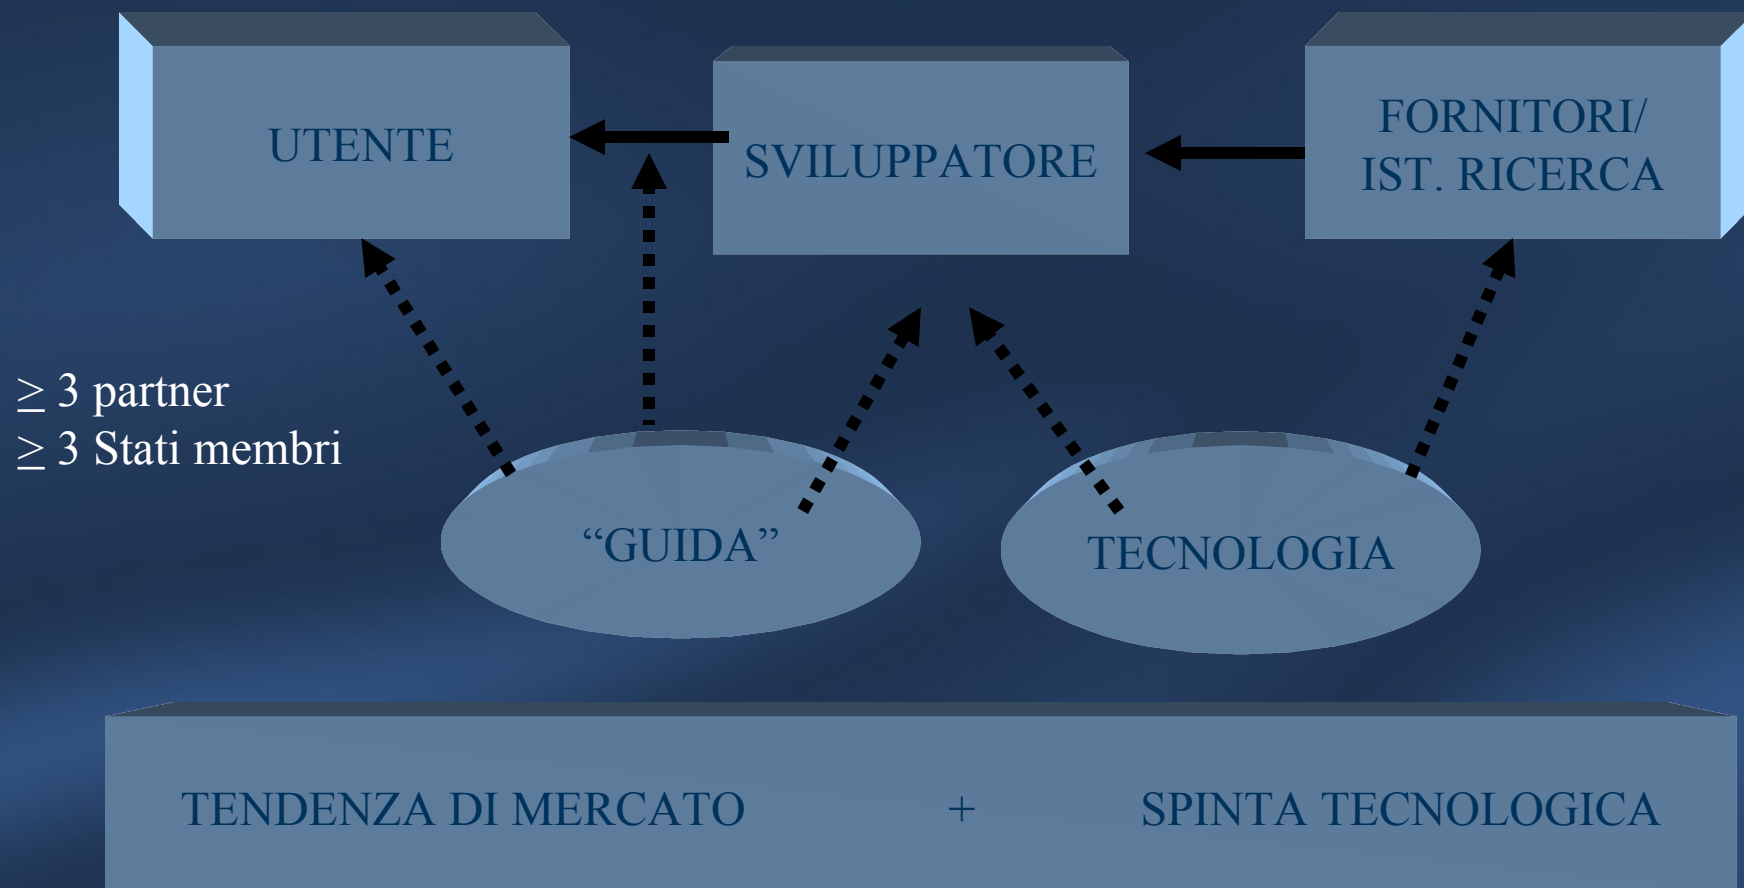 UTENTE
SVILUPPATORE
FORNITORI/
IST. RICERCA
≥ 3 partner
≥ 3 Stati membri
“GUIDA”
TECNOLOGIA
TENDENZA DI MERCATO + SPINTA TECNOLOGICA